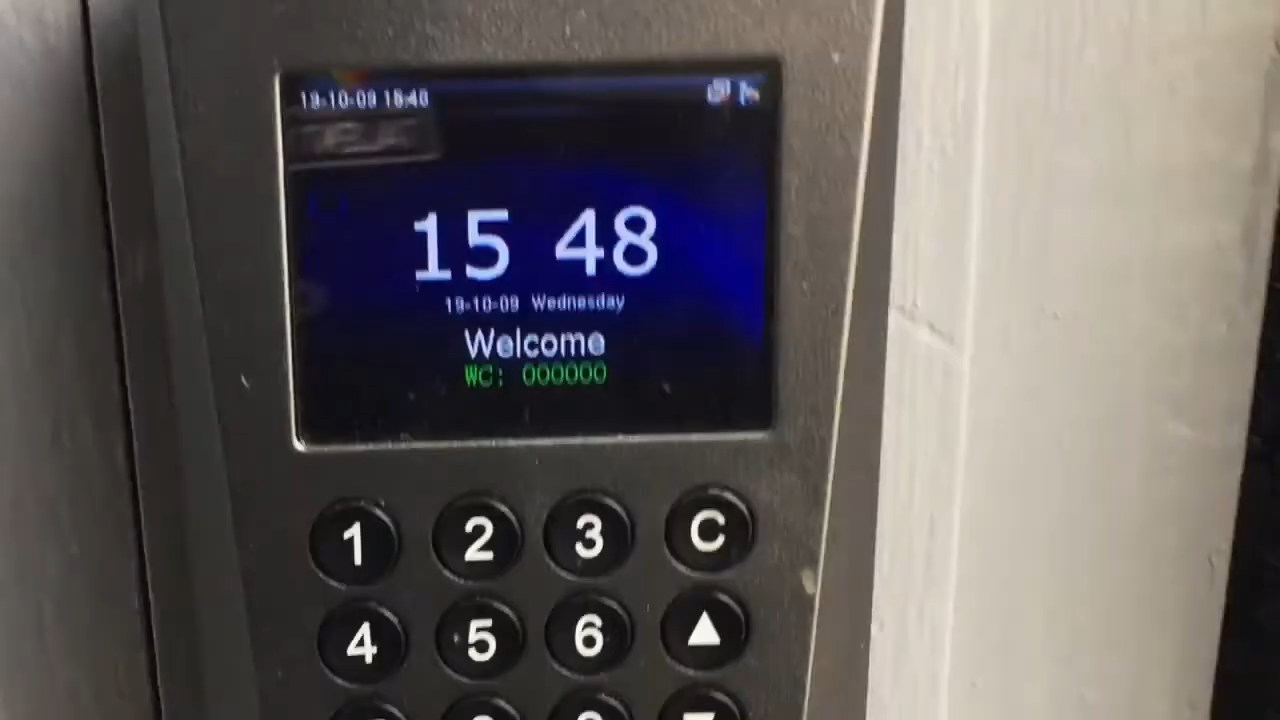 19-10-09 15:48
15 48
19-10-09 Wednesday
Welcome
WC: 000000
1 2 3 C
4 5 6 ▲